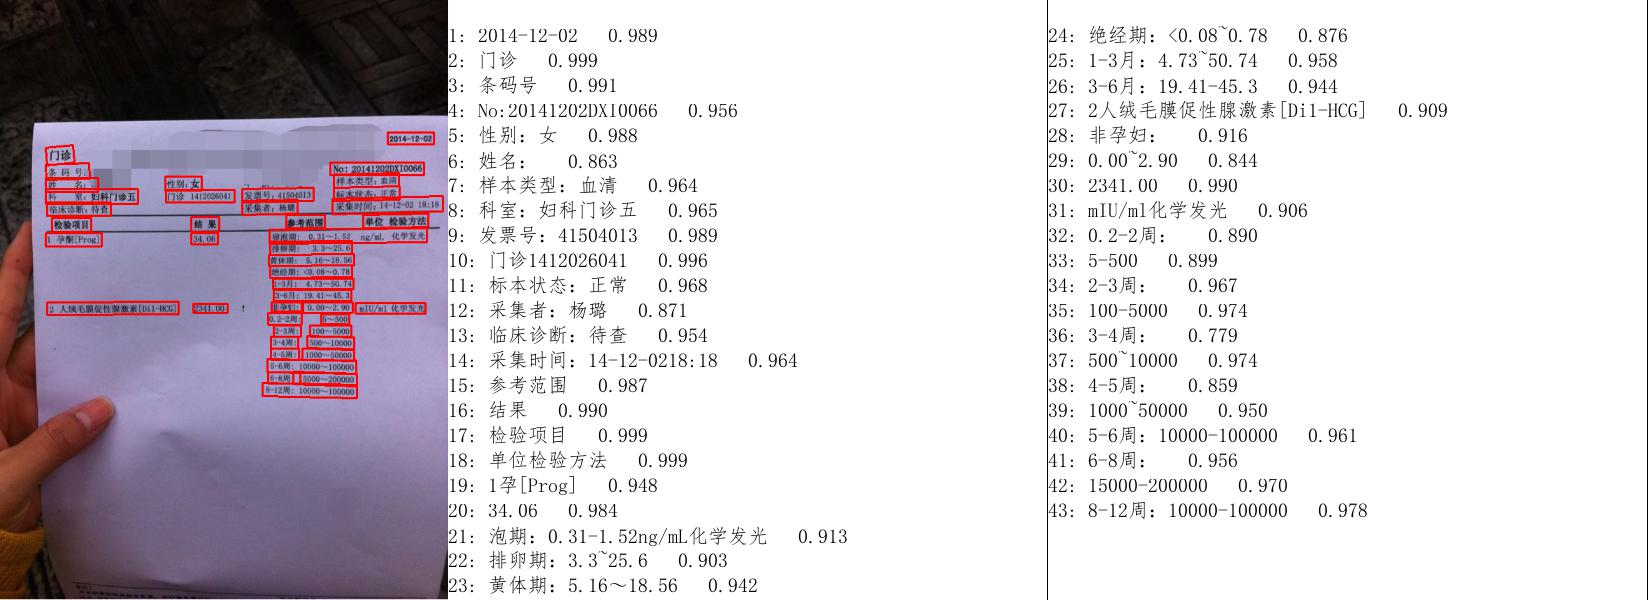 2014-12-02
门诊
条码号
No:20141202DXI0066
姓 名:
性别:女
样本类型:血清
科 室:妇科门诊五
门诊 1412026041
发票号:41504013
标本状态:正常
临床诊断:待查
采集者:杨璐
采集时间:14-12-02 18:18
检验项目 结 果 参考范围 单位 检验方法
1 孕酮[Prog] 34.06 卵泡期: 0.31～1.52 ng/mL 化学发光
排卵期: 3.3～25.6
黄体期: 5.16～18.56
绝经期: <0.08～0.78
1-3月: 4.73～50.74
3-6月: 19.41～45.3
2 人绒毛膜促性腺激素[Dil-HCG] 2341.00 ↑ 非孕妇: 0.00～2.90 mIU/ml 化学发光
0.2-2周: 5～500
2-3周: 100～5000
3-4周: 500～10000
4-5周: 1000～50000
5-6周: 10000～100000
6-8周: 15000～200000
8-12周: 10000～100000
1: 2014-12-02 0.989
2: 门诊 0.999
3: 条码号 0.991
4: No:20141202DXI0066 0.956
5: 性别: 女 0.988
6: 姓名: 0.863
7: 样本类型: 血清 0.964
8: 科室: 妇科门诊五 0.965
9: 发票号: 41504013 0.989
10: 门诊1412026041 0.996
11: 标本状态: 正常 0.968
12: 采集者: 杨璐 0.871
13: 临床诊断: 待查 0.954
14: 采集时间: 14-12-0218:18 0.964
15: 参考范围 0.987
16: 结果 0.990
17: 检验项目 0.999
18: 单位检验方法 0.999
19: 1孕[Prog] 0.948
20: 34.06 0.984
21: 泡期: 0.31-1.52ng/mL化学发光 0.913
22: 排卵期: 3.3~25.6 0.903
23: 黄体期: 5.16～18.56 0.942
24: 绝经期: <0.08~0.78 0.876
25: 1-3月: 4.73~50.74 0.958
26: 3-6月: 19.41-45.3 0.944
27: 2人绒毛膜促性腺激素[Di1-HCG] 0.909
28: 非孕妇: 0.916
29: 0.00~2.90 0.844
30: 2341.00 0.990
31: mIU/ml化学发光 0.906
32: 0.2-2周: 0.890
33: 5-500 0.899
34: 2-3周: 0.967
35: 100-5000 0.974
36: 3-4周: 0.779
37: 500~10000 0.974
38: 4-5周: 0.859
39: 1000~50000 0.950
40: 5-6周: 10000-100000 0.961
41: 6-8周: 0.956
42: 15000-200000 0.970
43: 8-12周: 10000-100000 0.978